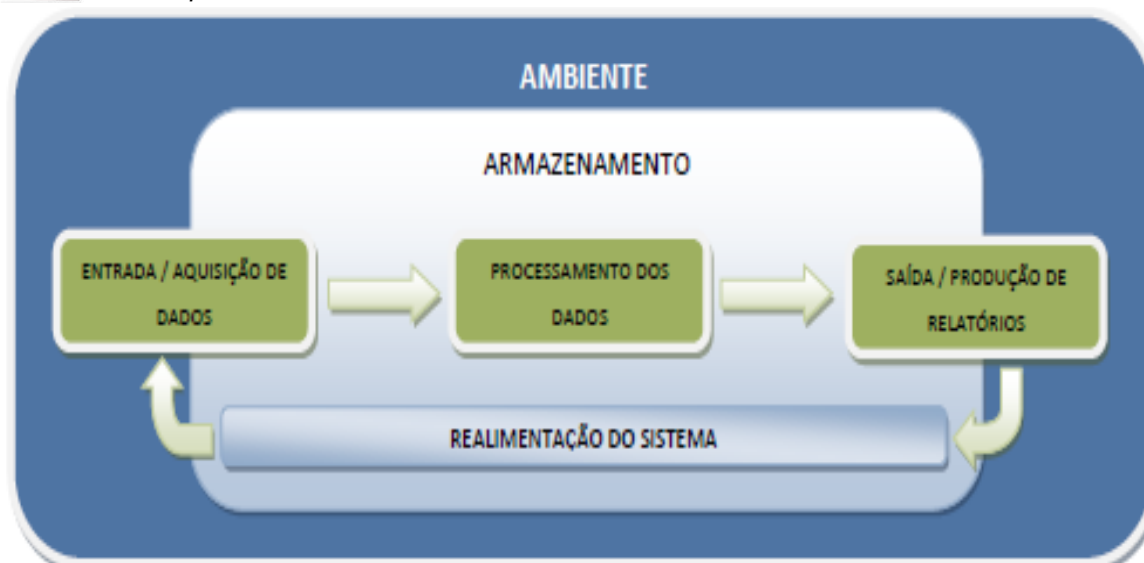 AMBIENTE
ARMAZENAMENTO
ENTRADA / AQUISIÇÃO DE
DADOS
PROCESSAMENTO DOS
DADOS
SAÍDA / PRODUÇÃO DE
RELATÓRIOS
REALIMENTAÇÃO DO SISTEMA